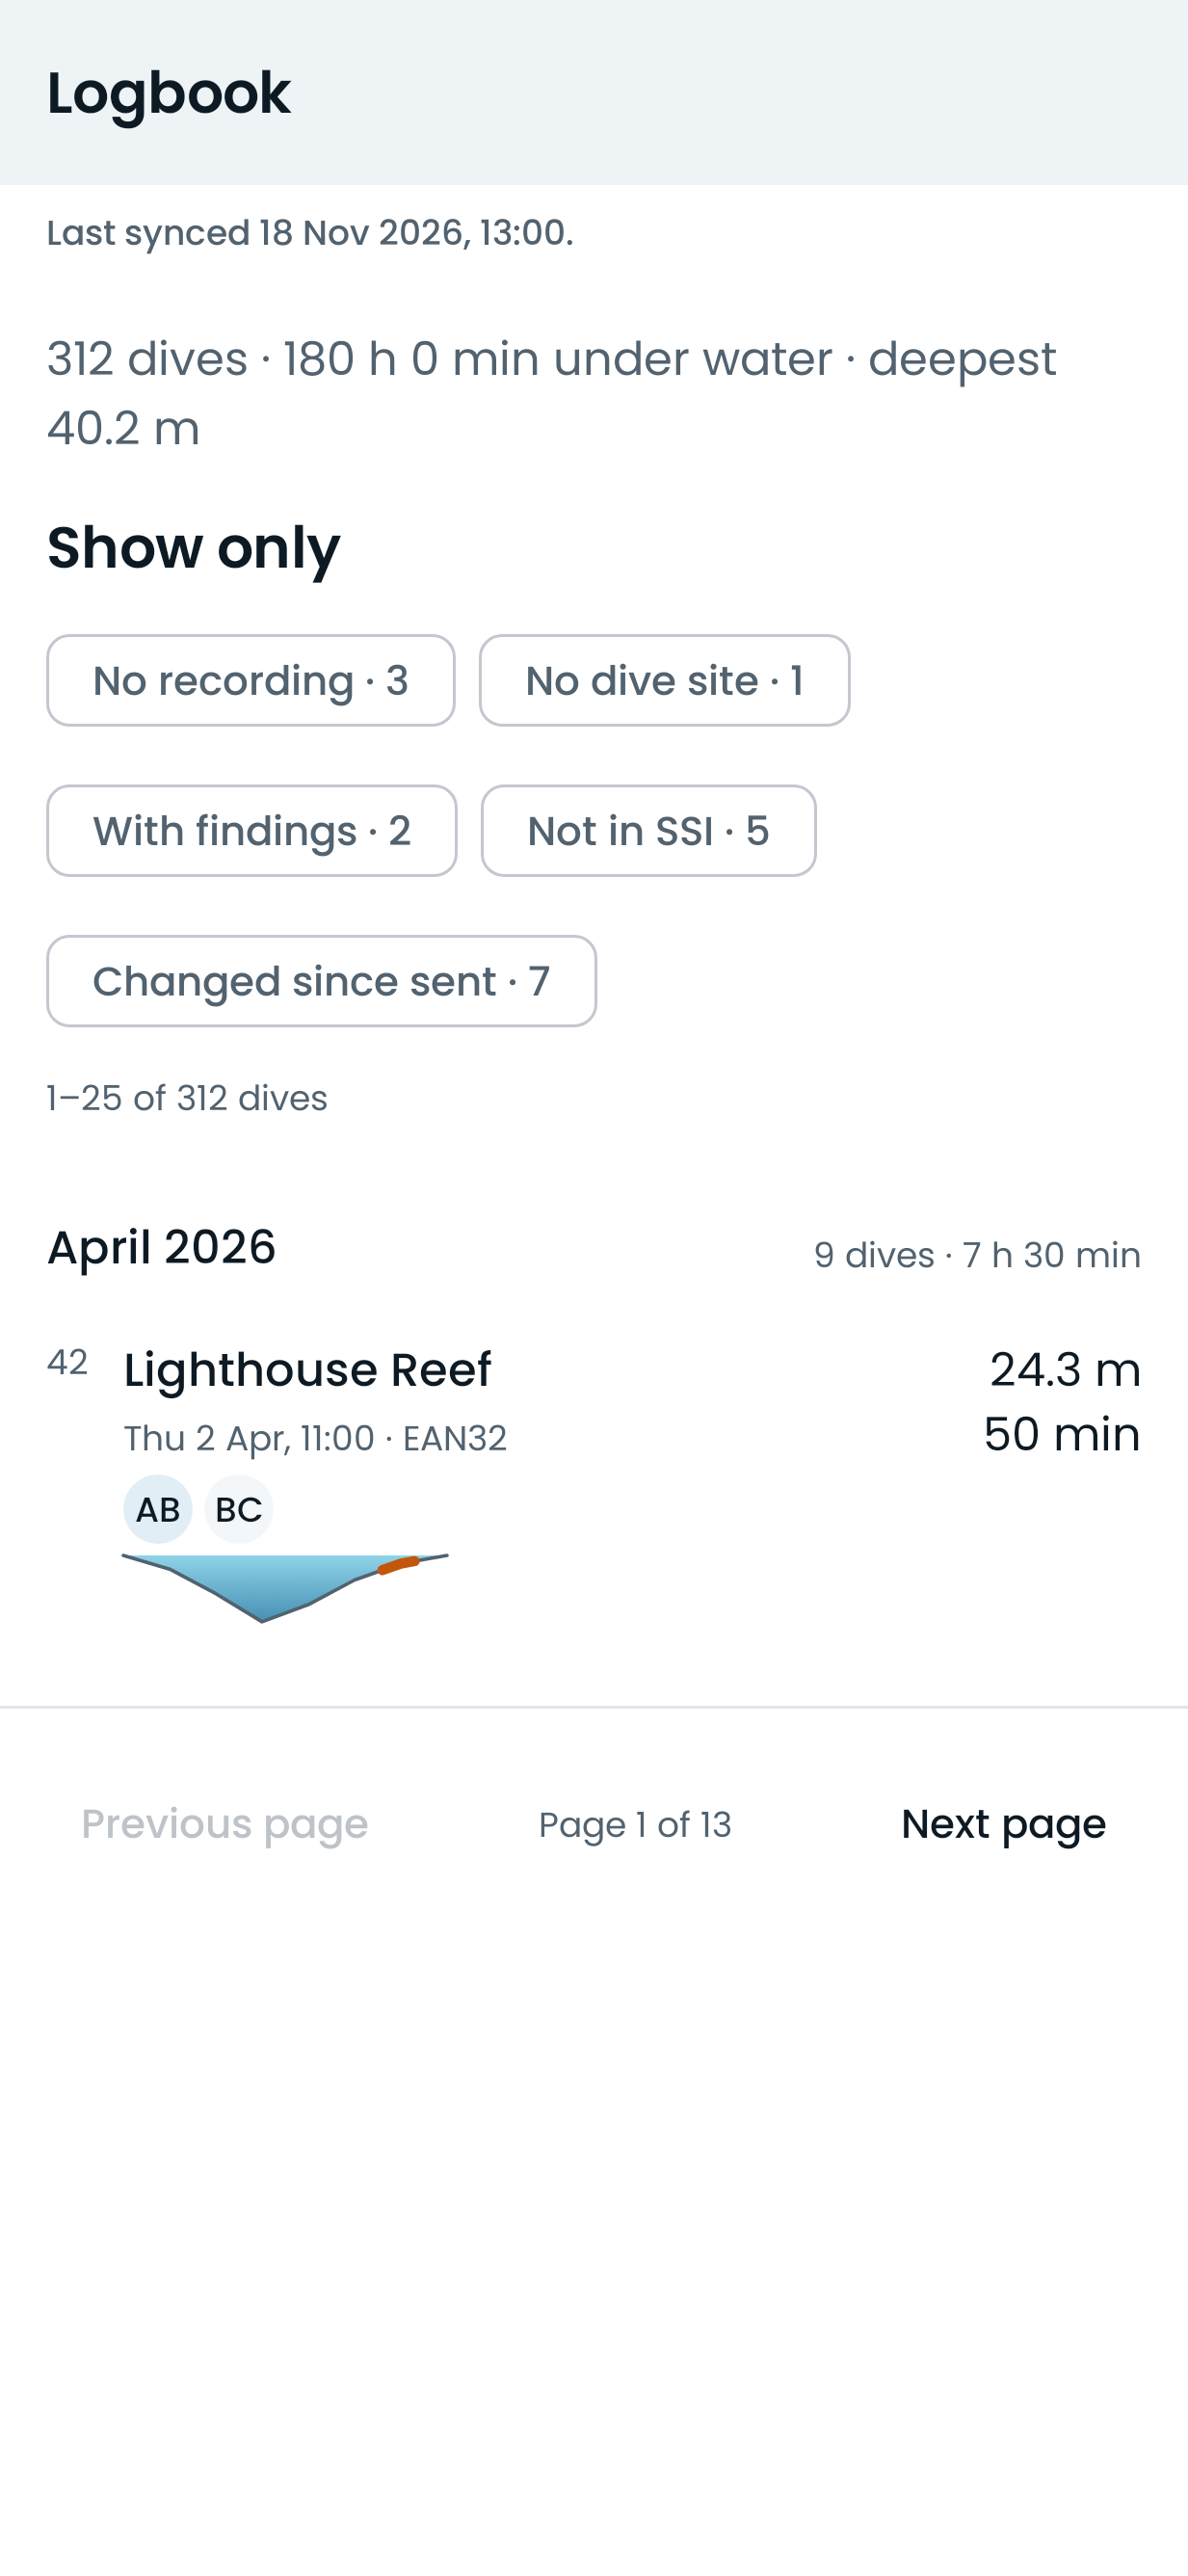 Logbook
Last synced 18 Nov 2026, 13:00.
312 dives · 180 h 0 min under water · deepest
40.2 m
Show only
No recording · 3
No dive site · 1
With findings · 2
Not in SSI · 5
Changed since sent · 7
1–25 of 312 dives
April 2026
9 dives · 7 h 30 min
42
Lighthouse Reef
24.3 m
Thu 2 Apr, 11:00 · EAN32
50 min
AB
BC
Previous page
Page 1 of 13
Next page